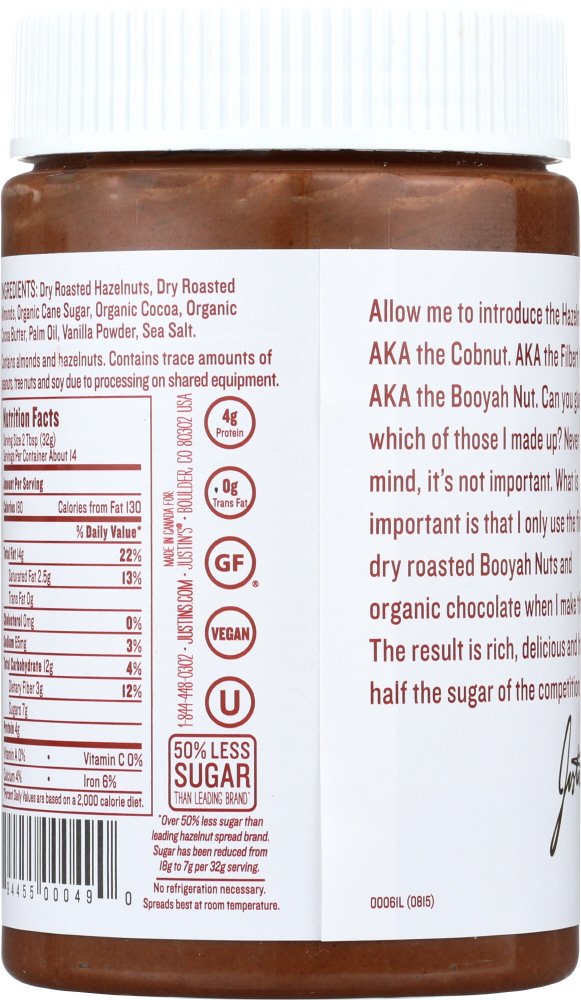 INGREDIENTS: Dry Roasted Hazelnuts, Dry Roasted
Almonds, Organic Cane Sugar, Organic Cocoa, Organic
Cocoa Butter, Palm Oil, Vanilla Powder, Sea Salt.
Contains almonds and hazelnuts. Contains trace amounts of
peanuts, tree nuts and soy due to processing on shared equipment.
Nutrition Facts
Serving Size 2 Tbsp (32g)
Servings Per Container About 14
Amount Per Serving
Calories 180 Calories from Fat 130
% Daily Value*
Total Fat 14g 22%
Saturated Fat 2.5g 13%
Trans Fat 0g
Cholesterol 0mg 0%
Sodium 65mg 3%
Total Carbohydrate 12g 4%
Dietary Fiber 3g 12%
Sugars 7g
Protein 4g
Vitamin A 0% • Vitamin C 0%
Calcium 4% • Iron 6%
Percent Daily Values are based on a 2,000 calorie diet.
94455 00049 0
MADE IN CANADA FOR:
1-844-448-0302 • JUSTINS.COM • JUSTIN'S® • BOULDER, CO 80302 USA
4g
Protein
0g
Trans Fat
GF®
VEGAN
U
50% LESS
SUGAR
THAN LEADING BRAND*
*Over 50% less sugar than
leading hazelnut spread brand.
Sugar has been reduced from
18g to 7g per 32g serving.
No refrigeration necessary.
Spreads best at room temperature.
Allow me to introduce the
AKA the Cobnut. AKA the Filbert
AKA the Booyah Nut. Can you
which of those I made up? Never
mind, it's not important. What is
important is that I only use the
dry roasted Booyah Nuts and
organic chocolate when I make
The result is rich, delicious and
half the sugar of the competition
00061L (0815)